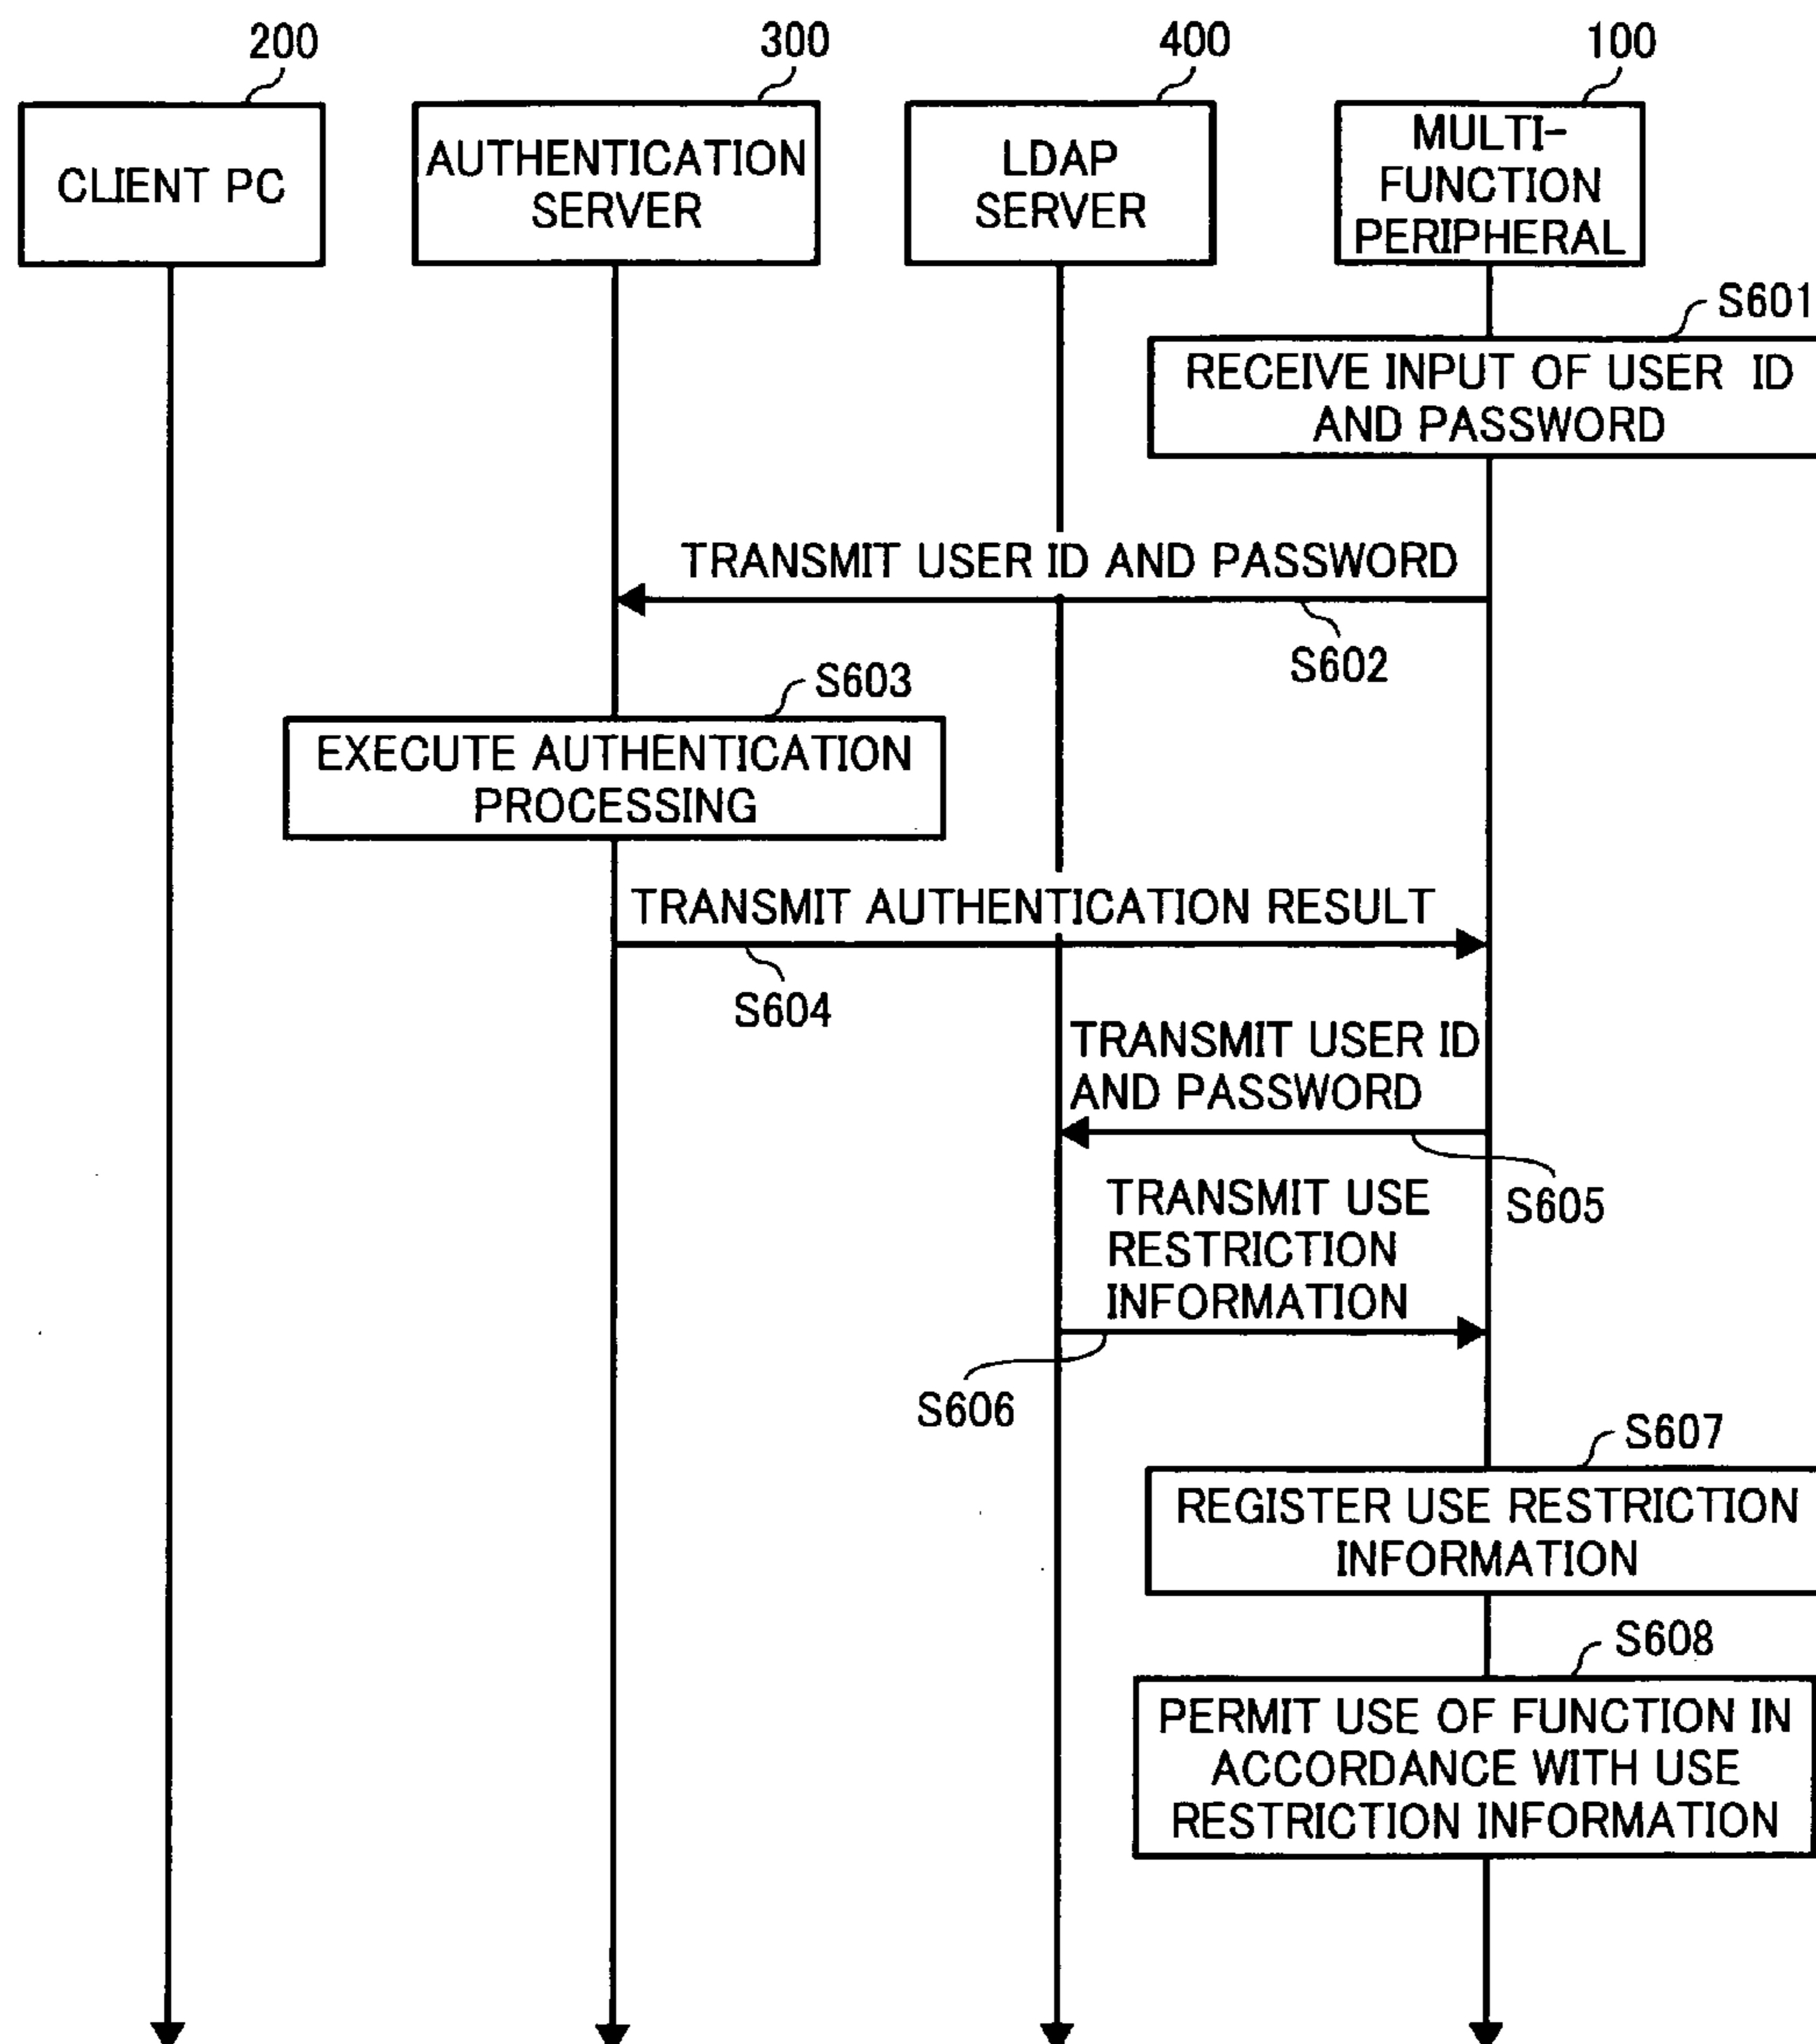 200
300
400
100
CLIENT PC
AUTHENTICATION
SERVER
LDAP
SERVER
MULTI-
FUNCTION
PERIPHERAL
S601
RECEIVE INPUT OF USER ID
AND PASSWORD
TRANSMIT USER ID AND PASSWORD
S602
S603
EXECUTE AUTHENTICATION
PROCESSING
TRANSMIT AUTHENTICATION RESULT
S604
TRANSMIT USER ID
AND PASSWORD
S605
TRANSMIT USE
RESTRICTION
INFORMATION
S606
S607
REGISTER USE RESTRICTION
INFORMATION
S608
PERMIT USE OF FUNCTION IN
ACCORDANCE WITH USE
RESTRICTION INFORMATION